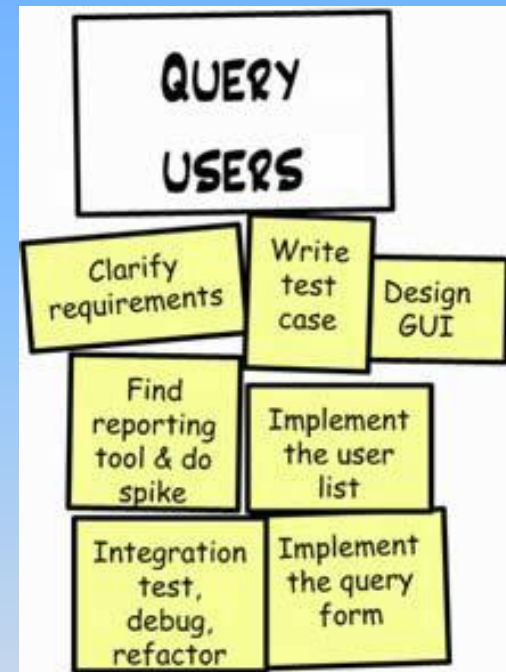 QUERY
USERS
Clarify
requirements
Write
test
case
Design
GUI
Find
reporting
tool & do
spike
Implement
the user
list
Integration
test,
debug,
refactor
Implement
the query
form